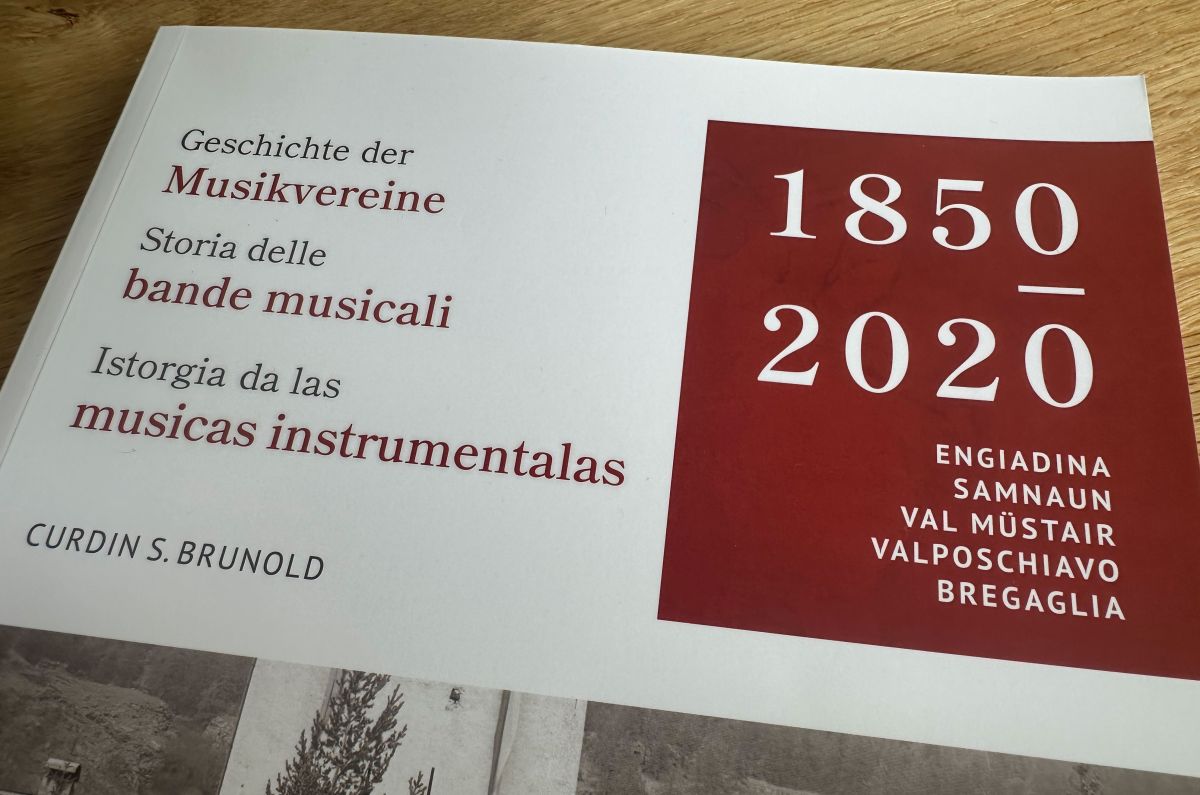 Geschichte der
Musikvereine
Storia delle
bande musicali
Istorgia da las
musicas instrumentalas
CURDIN S. BRUNOLD
1850
–
2020
ENGIADINA
SAMNAUN
VAL MÜSTAIR
VALPOSCHIAVO
BREGAGLIA